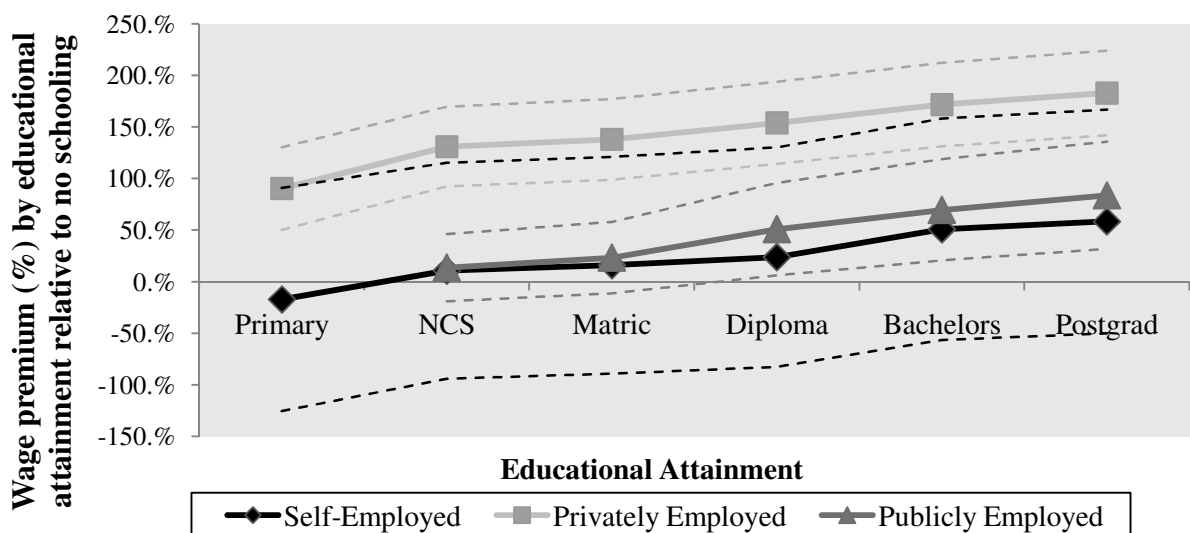 Wage premium (%) by educational
attainment relative to no schooling
250.%
200.%
150.%
100.%
50.%
0.%
-50.%
-100.%
-150.%
Primary NCS Matric Diploma Bachelors Postgrad
Educational Attainment
Self-Employed Privately Employed Publicly Employed